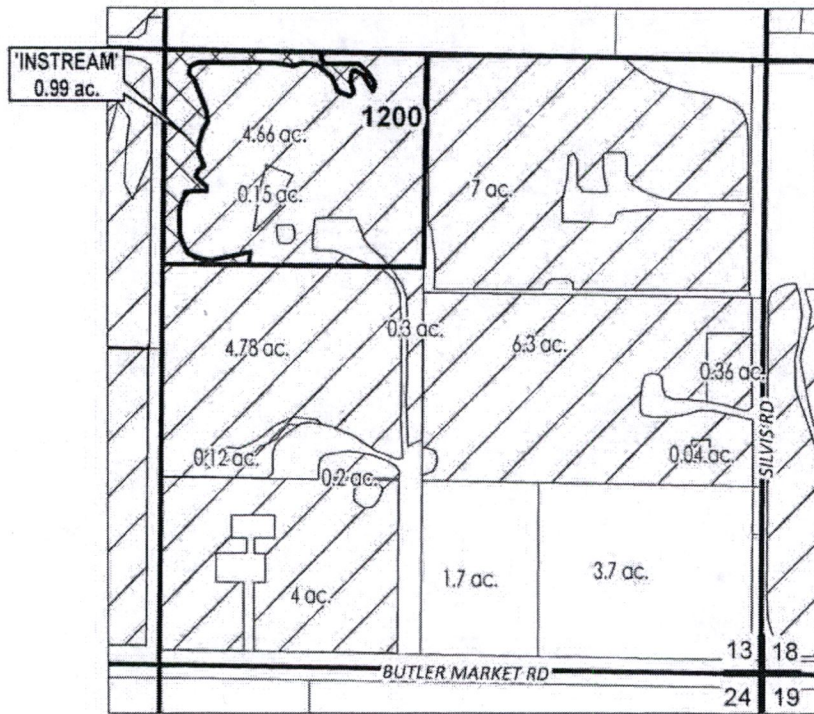 'INSTREAM'
0.99 ac.
1200
4.66 ac.
0.15 ac.
7 ac.
0.3 ac.
4.78 ac.
6.3 ac.
0.36 ac.
SILVIS RD
0.12 ac.
0.2 ac.
0.04 ac.
4 ac.
1.7 ac.
3.7 ac.
13 18
BUTLER MARKET RD
24 19